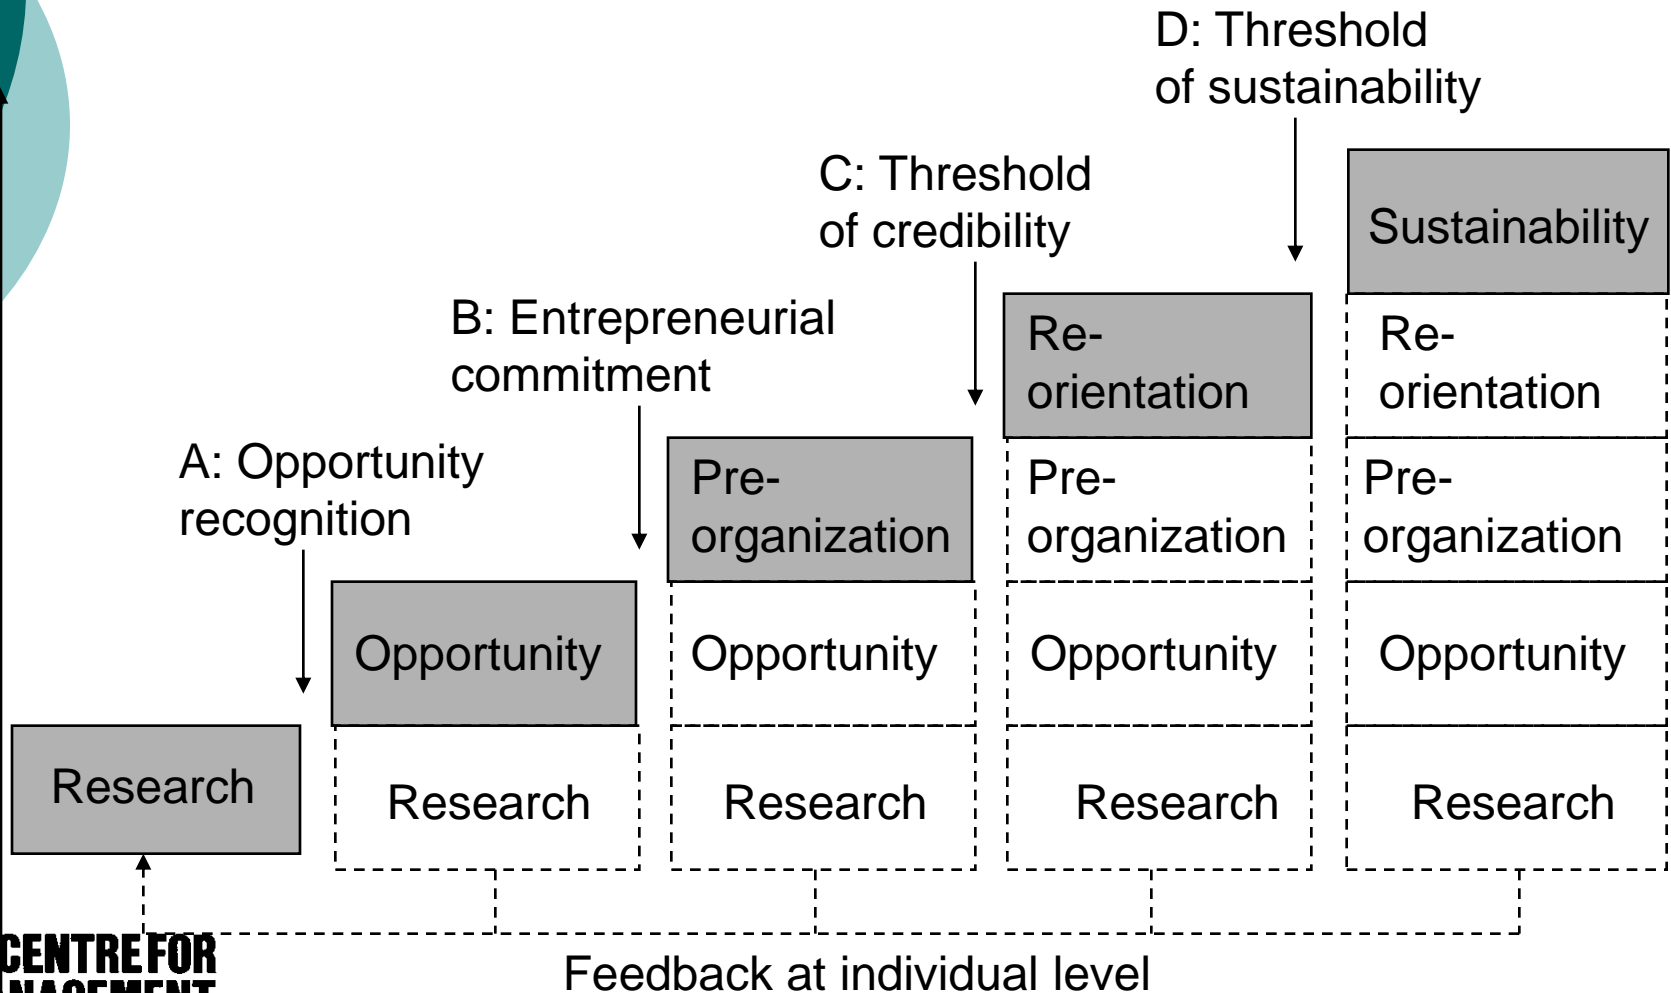 D: Threshold
of sustainability
C: Threshold
of credibility
Sustainability
B: Entrepreneurial
commitment
Re-
orientation
Re-
orientation
A: Opportunity
recognition
Pre-
organization
Pre-
organization
Pre-
organization
Opportunity
Opportunity
Opportunity
Opportunity
Research
Research
Research
Research
Research
CENTRE FOR
Feedback at individual level